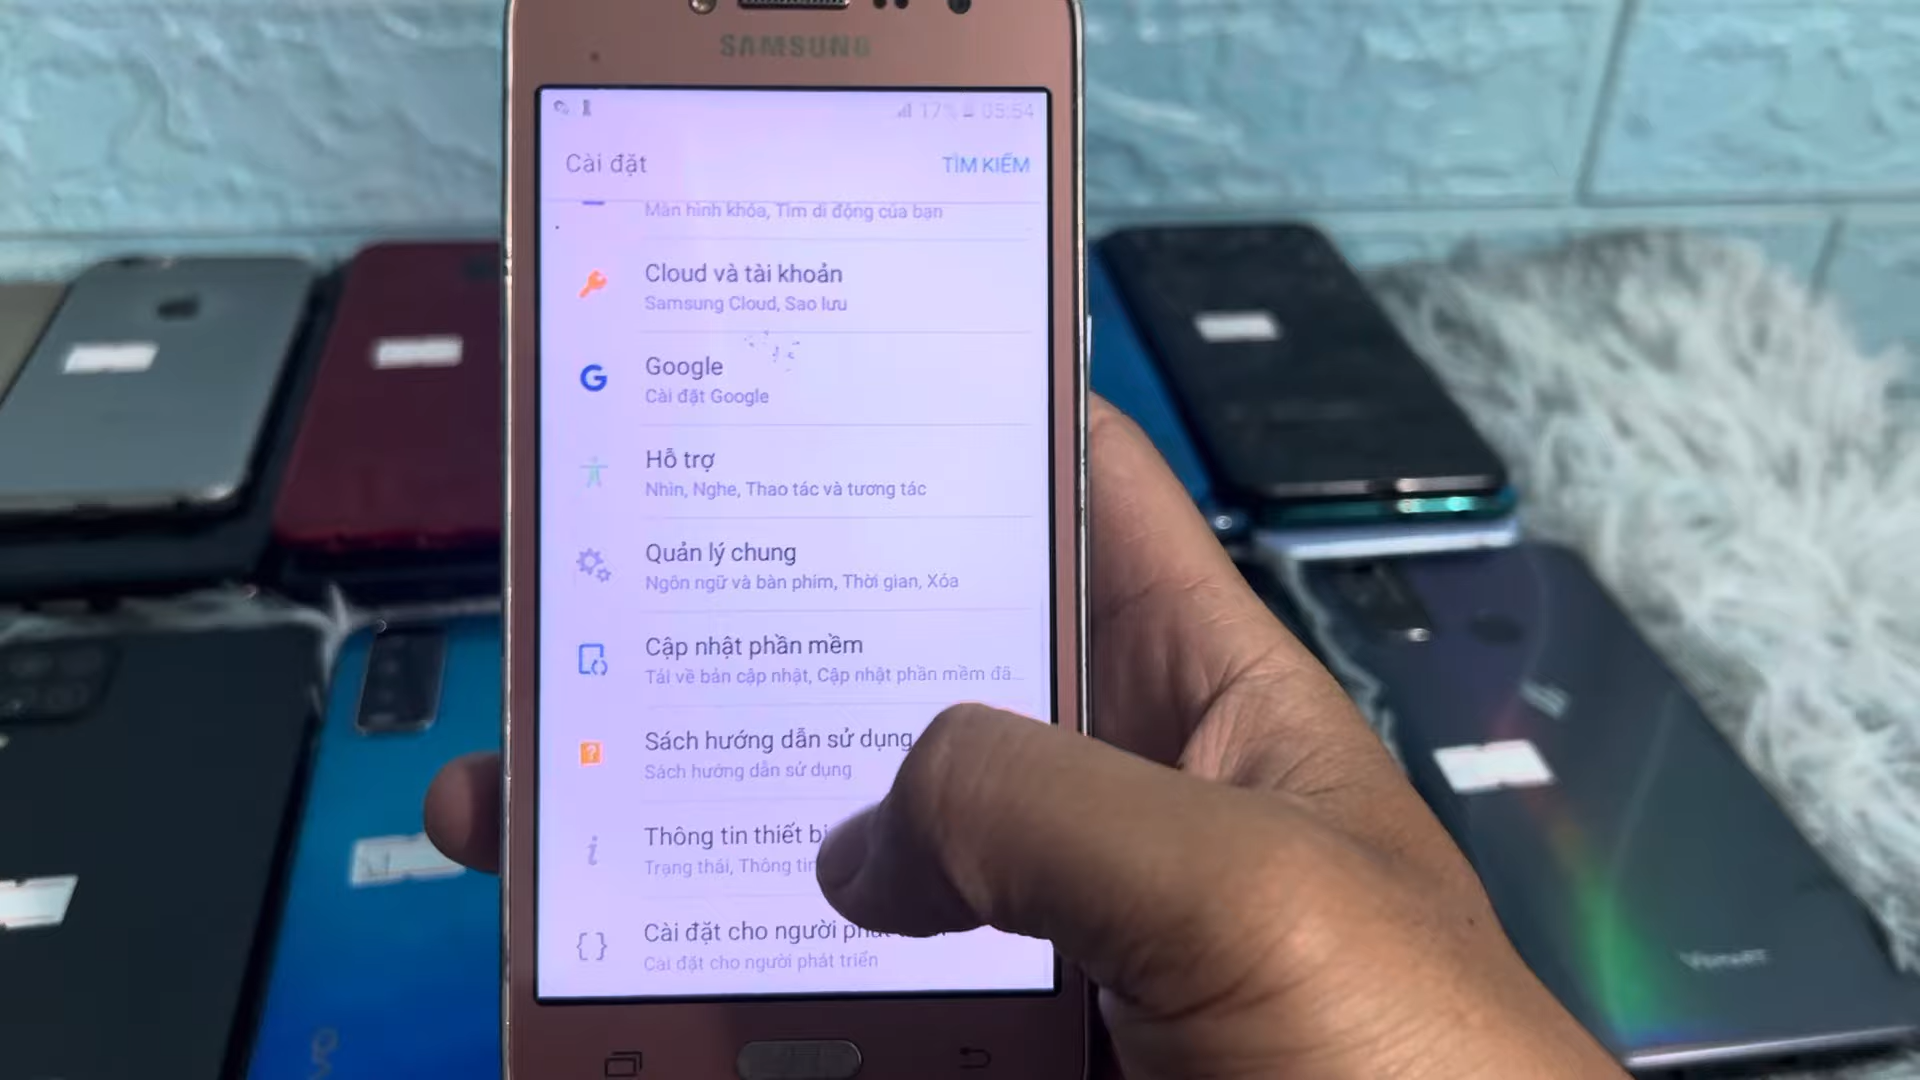 SAMSUNG
17% 05:54
Cài đặt
TÌM KIẾM
Màn hình khóa, Tìm di động của bạn
Cloud và tài khoản
Samsung Cloud, Sao lưu
Google
Cài đặt Google
Hỗ trợ
Nhìn, Nghe, Thao tác và tương tác
Quản lý chung
Ngôn ngữ và bàn phím, Thời gian, Xóa
Cập nhật phần mềm
Tải về bản cập nhật, Cập nhật phần mềm đã...
Sách hướng dẫn sử dụng
Sách hướng dẫn sử dụng
Thông tin thiết bị
Trạng thái, Thông tin
Cài đặt cho người
Cài đặt cho người phát triển